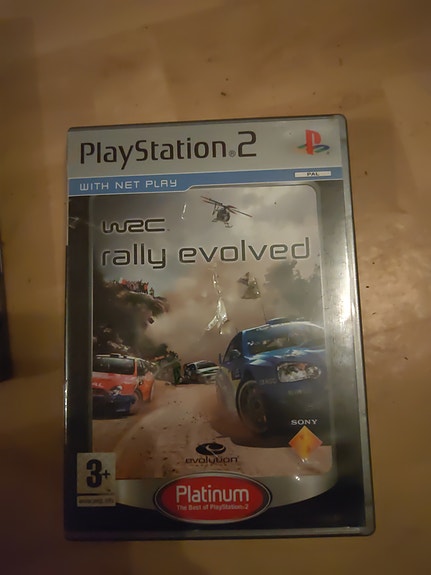 PlayStation®2
WITH NET PLAY
PAL
WRC
rally evolved
SONY
evolution
3+
Platinum
The Best of PlayStation®2